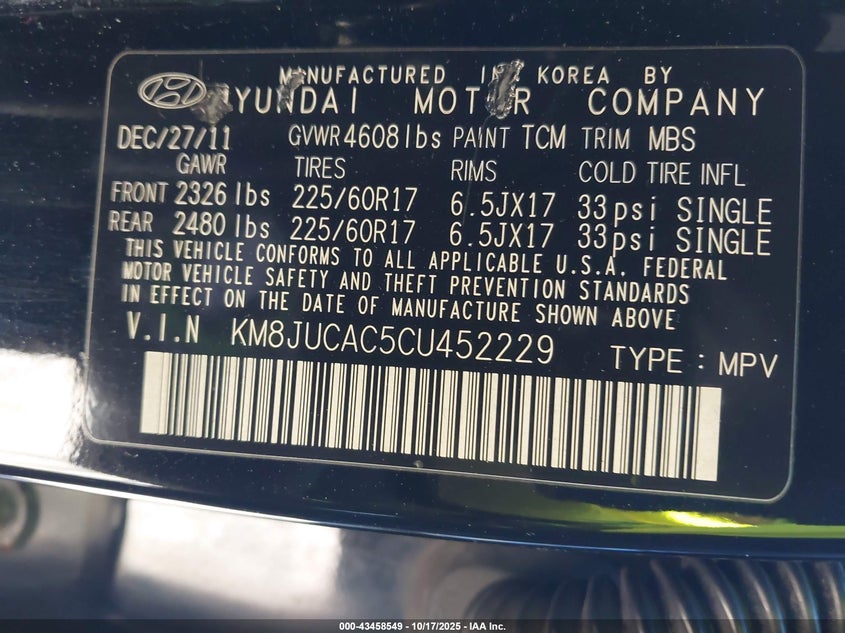 MANUFACTURED IN KOREA BY
HYUNDAI MOTOR COMPANY
DEC/27/11 GVWR 4608 lbs PAINT TCM TRIM MBS
GAWR TIRES RIMS COLD TIRE INFL
FRONT 2326 lbs 225/60R17 6.5JX17 33psi SINGLE
REAR 2480 lbs 225/60R17 6.5JX17 33psi SINGLE
THIS VEHICLE CONFORMS TO ALL APPLICABLE U.S.A. FEDERAL
MOTOR VEHICLE SAFETY AND THEFT PREVENTION STANDARDS
IN EFFECT ON THE DATE OF MANUFACTURE SHOWN ABOVE
V.I.N KM8JUCAC5CU452229 TYPE : MPV
000-43458549 - 10/17/2025 - IAA Inc.